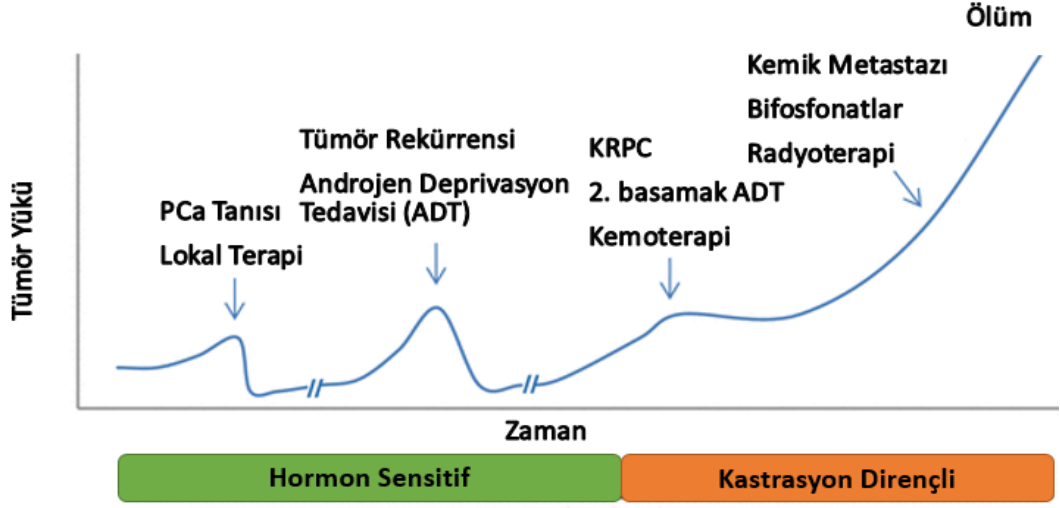 Ölüm
Kemik Metastazı
Bifosfonatlar
Radyoterapi
Tümör Rekürrensi
Androjen Deprivasyon
Tedavisi (ADT)
KRPC
2. basamak ADT
Kemoterapi
PCa Tanısı
Lokal Terapi
Tümör Yükü
Zaman
Hormon Sensitif
Kastrasyon Dirençli